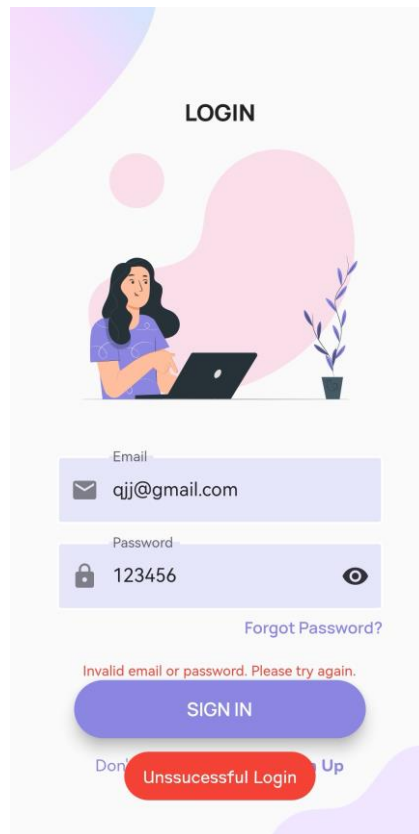 LOGIN
Email
qjj@gmail.com
Password
123456
Forgot Password?
Invalid email or password. Please try again.
SIGN IN
Don' Up
Unssucessful Login